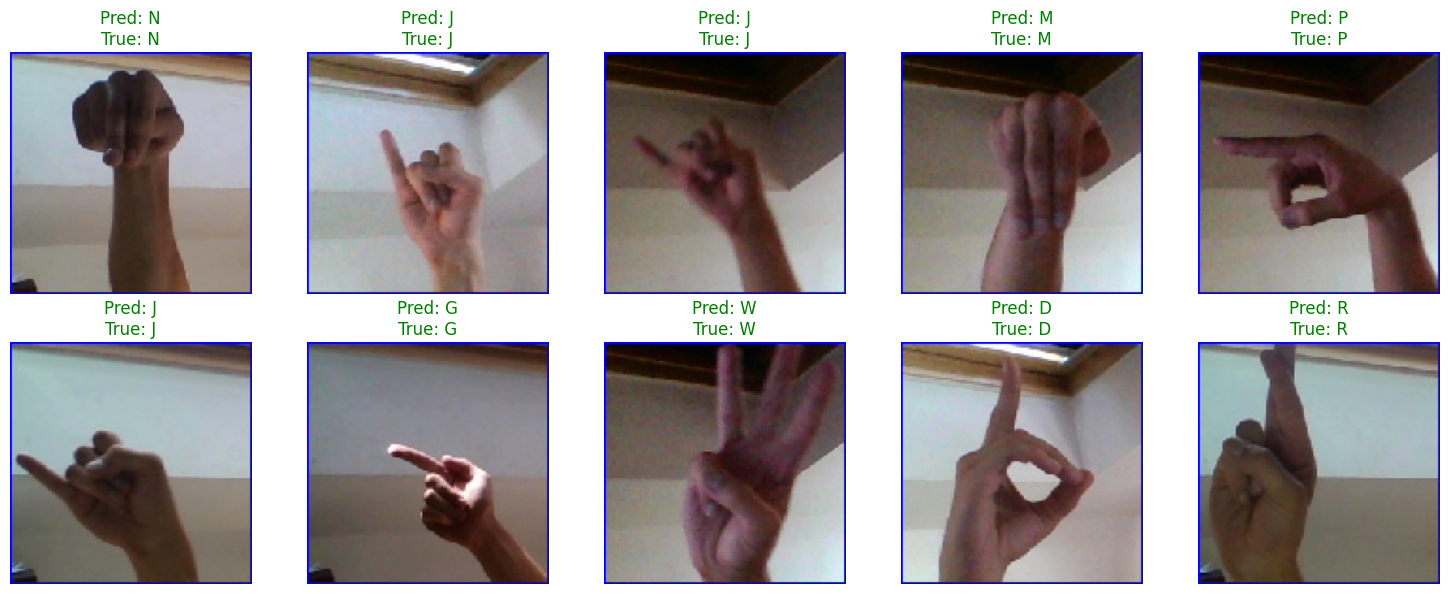 Pred: N
True: N
Pred: J
True: J
Pred: J
True: J
Pred: M
True: M
Pred: P
True: P
Pred: J
True: J
Pred: G
True: G
Pred: W
True: W
Pred: D
True: D
Pred: R
True: R